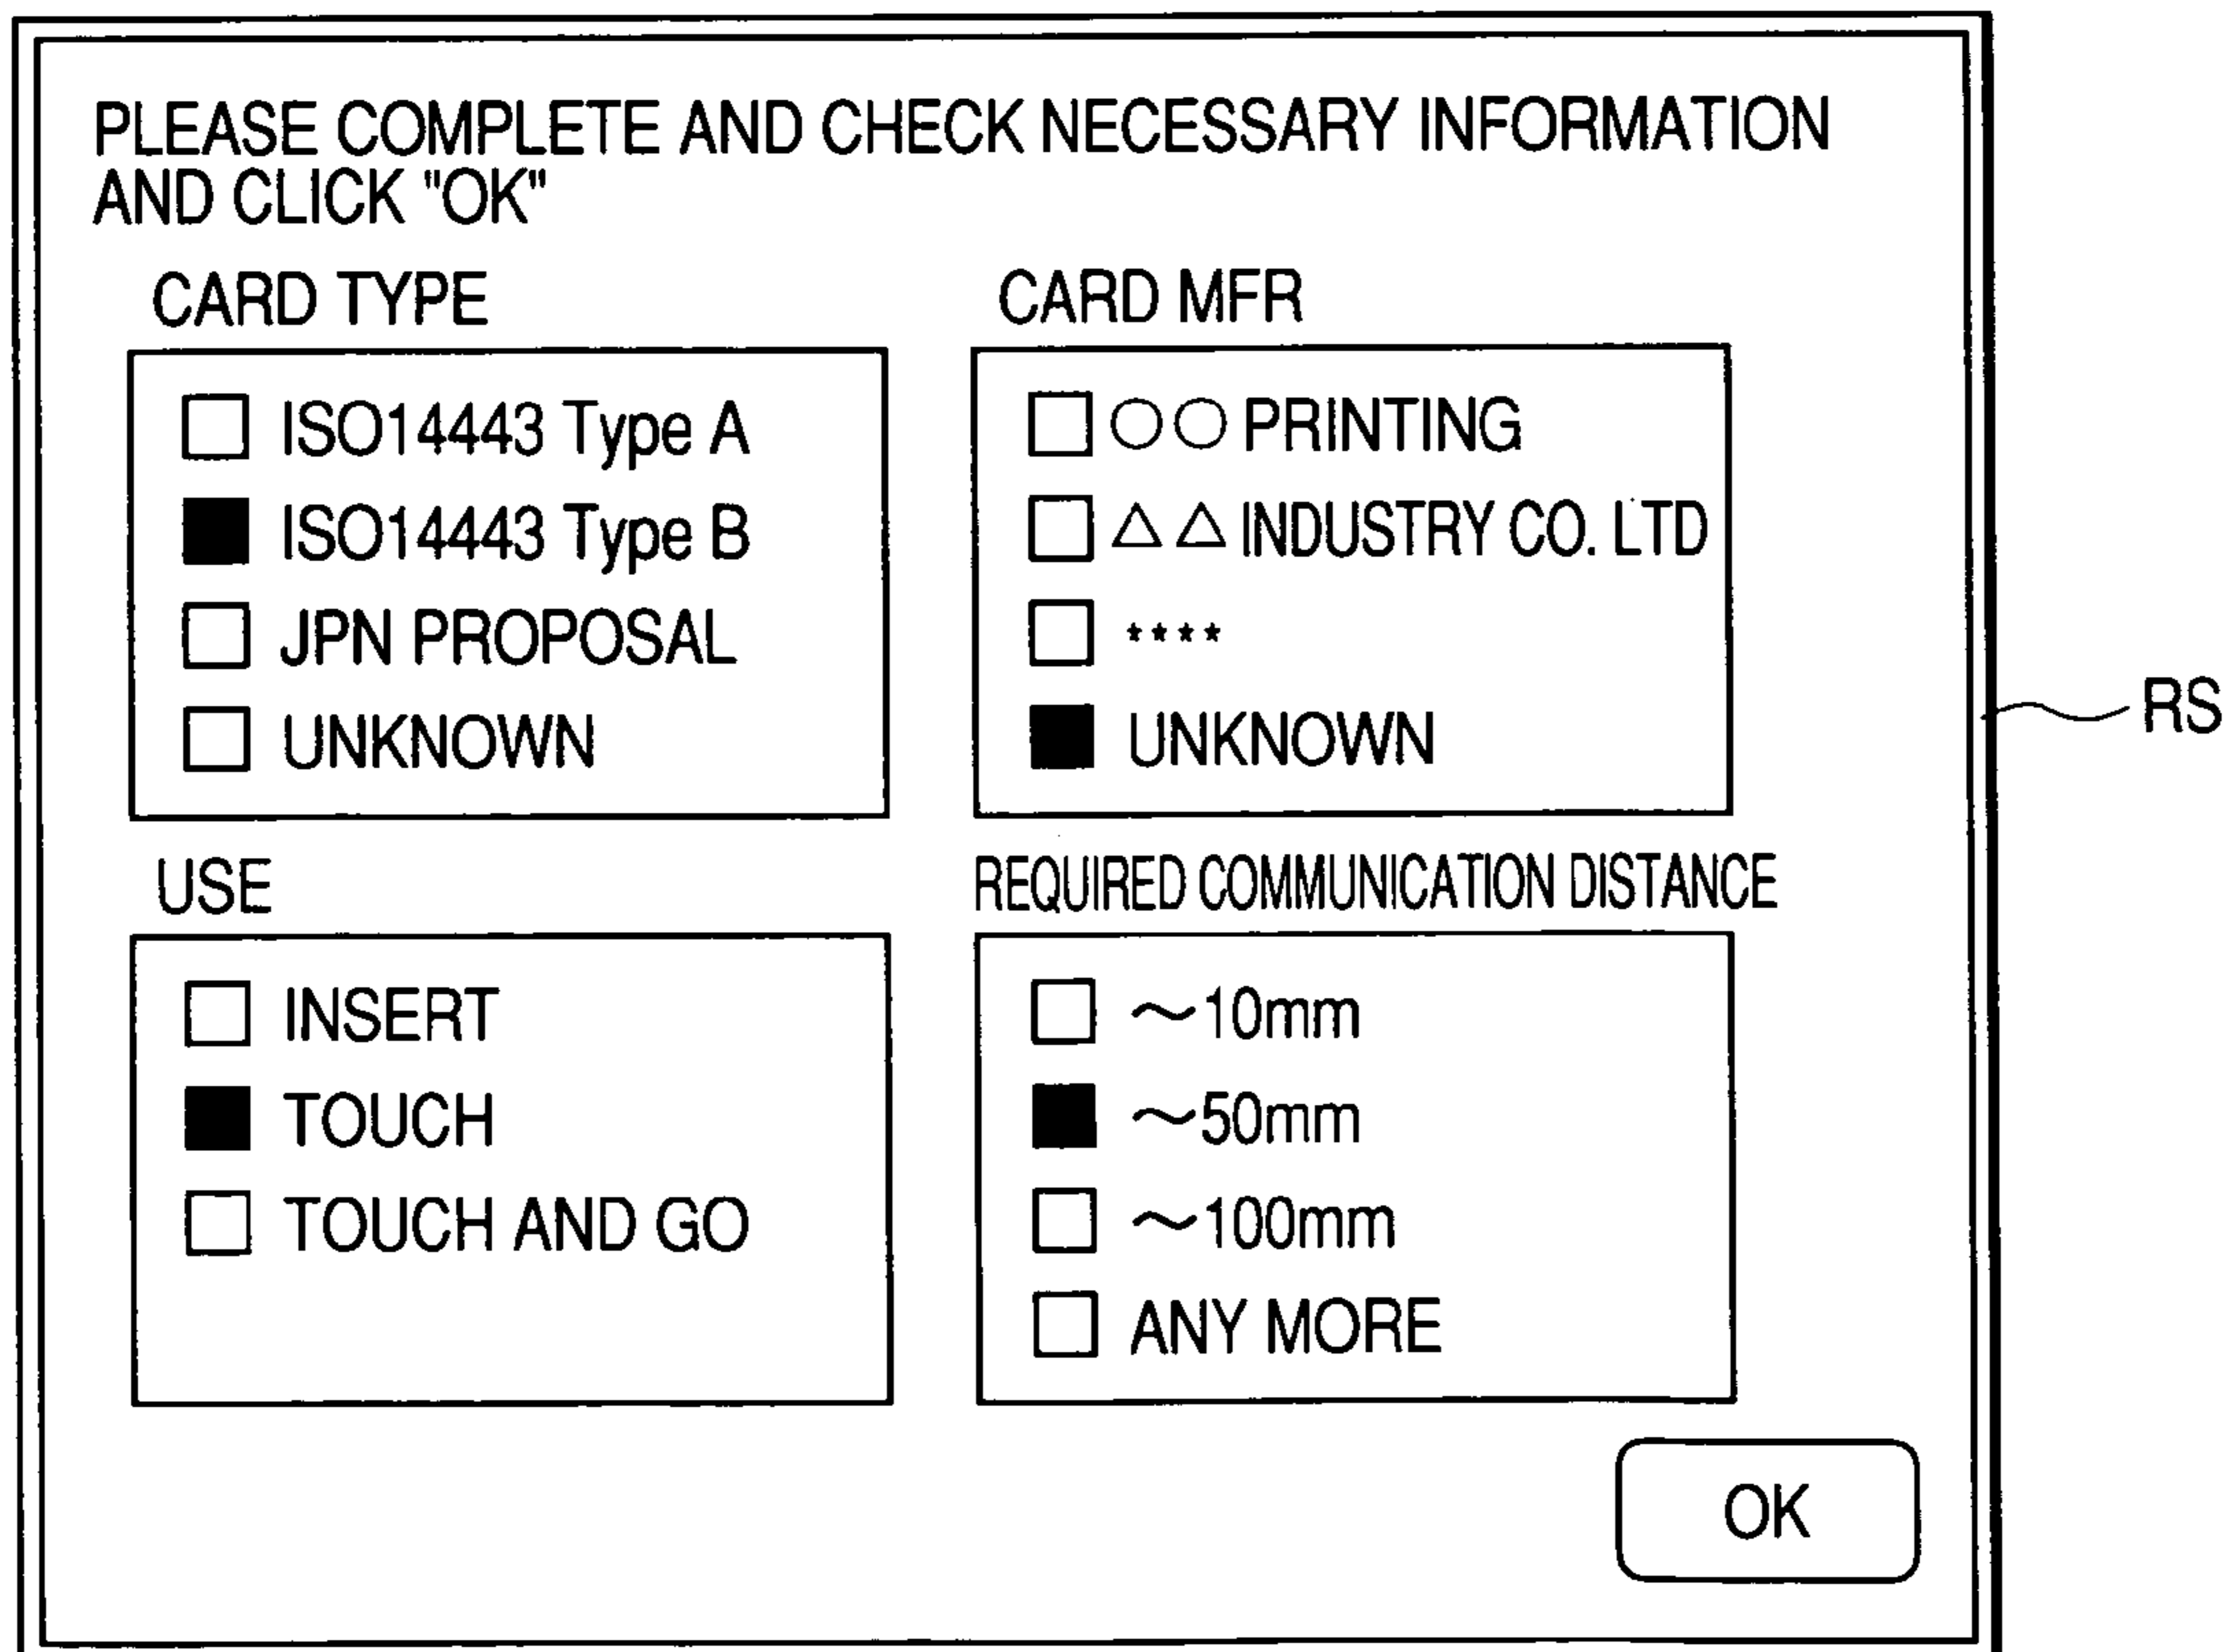 PLEASE COMPLETE AND CHECK NECESSARY INFORMATION
AND CLICK "OK"
CARD TYPE
ISO14443 Type A
ISO14443 Type B
JPN PROPOSAL
UNKNOWN
CARD MFR
○○ PRINTING
△△ INDUSTRY CO. LTD
****
UNKNOWN
USE
INSERT
TOUCH
TOUCH AND GO
REQUIRED COMMUNICATION DISTANCE
~10mm
~50mm
~100mm
ANY MORE
OK
RS